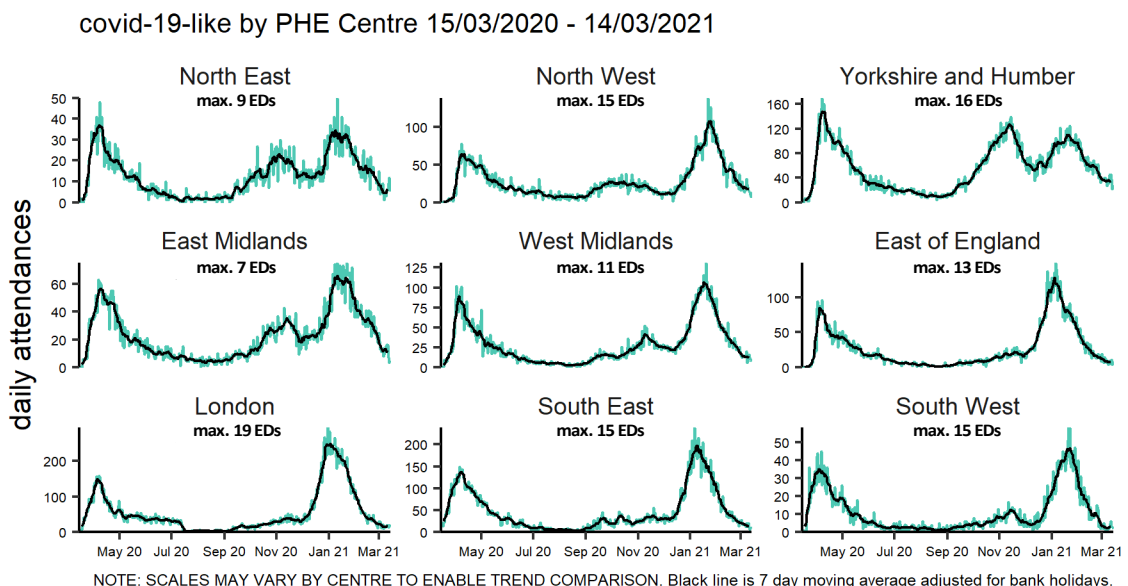 covid-19-like by PHE Centre 15/03/2020 - 14/03/2021
daily attendances
North East
max. 9 EDs
50
40
30
20
10
0
North West
max. 15 EDs
100
50
0
Yorkshire and Humber
max. 16 EDs
160
120
80
40
0
East Midlands
max. 7 EDs
60
40
20
0
West Midlands
max. 11 EDs
125
100
75
50
25
0
East of England
max. 13 EDs
100
50
0
London
max. 19 EDs
200
100
0
May 20 Jul 20 Sep 20 Nov 20 Jan 21 Mar 21
South East
max. 15 EDs
200
150
100
50
0
May 20 Jul 20 Sep 20 Nov 20 Jan 21 Mar 21
South West
max. 15 EDs
50
40
30
20
10
0
May 20 Jul 20 Sep 20 Nov 20 Jan 21 Mar 21
NOTE: SCALES MAY VARY BY CENTRE TO ENABLE TREND COMPARISON. Black line is 7 day moving average adjusted for bank holidays.